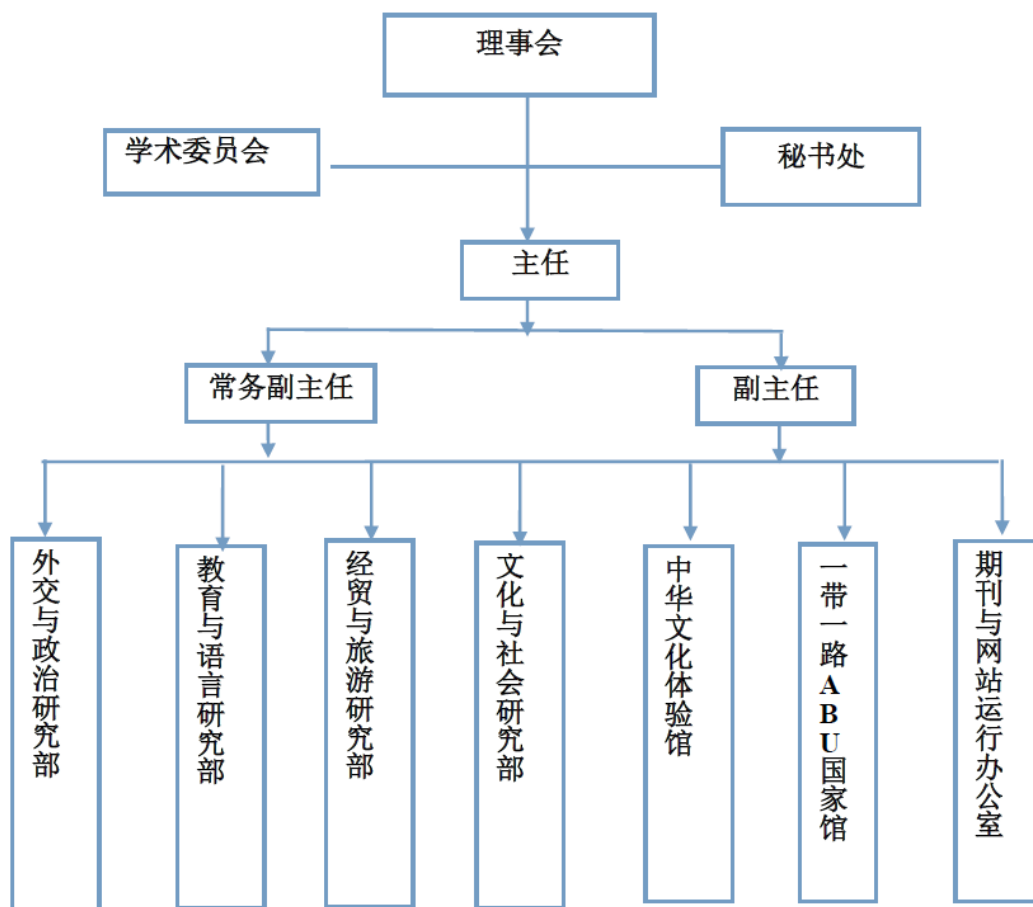 理事会
学术委员会
秘书处
主任
常务副主任
副主任
外交与政治研究部
教育与语言研究部
经贸与旅游研究部
文化与社会研究部
中华文化体验馆
一带一路ABU国家馆
期刊与网站运行办公室